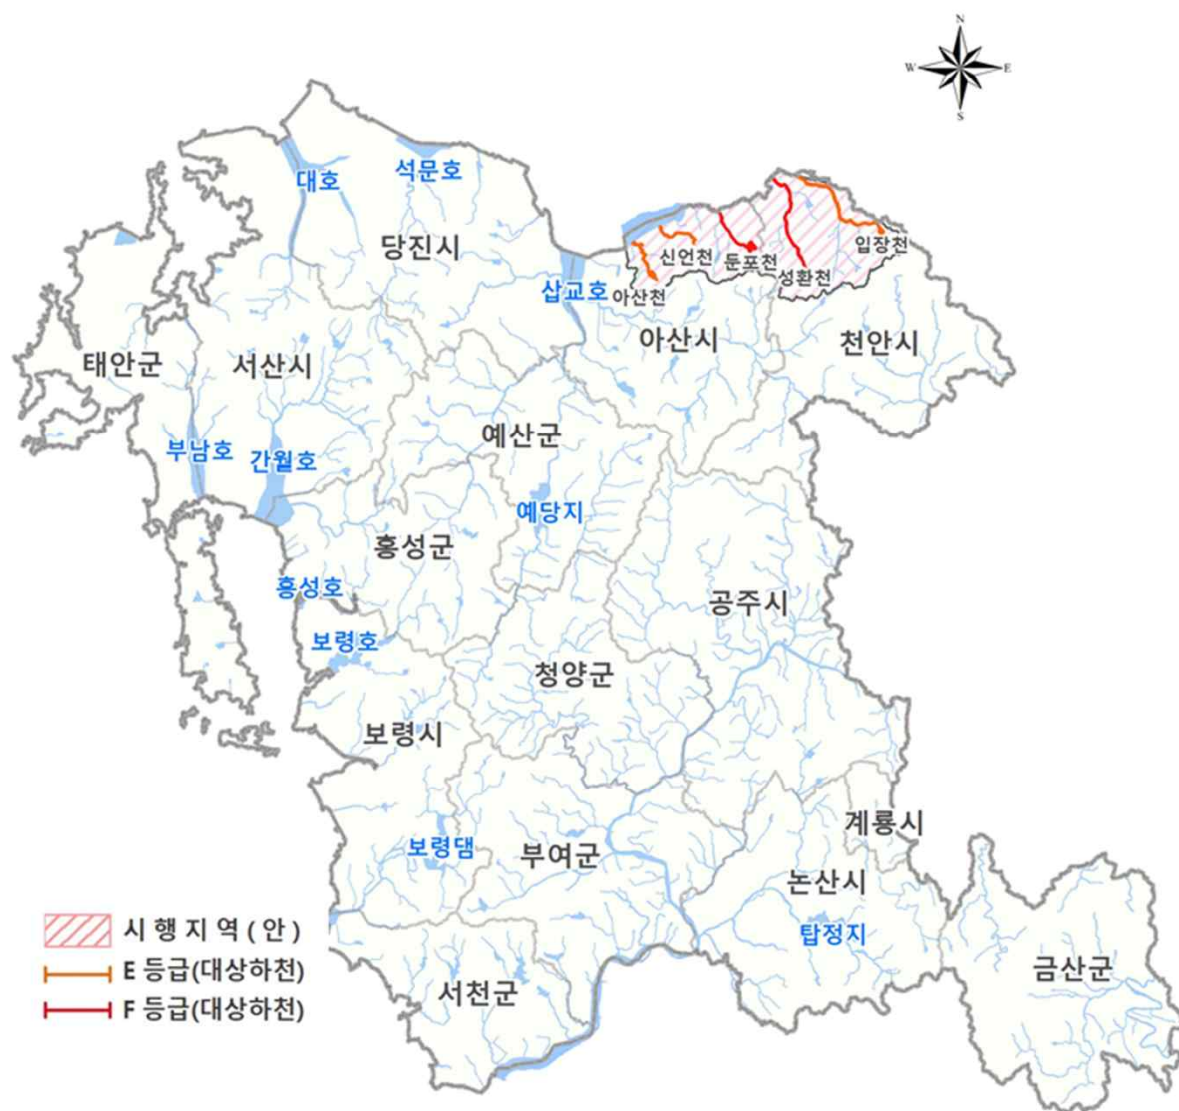 N
W
E
S
대호
석문호
당진시
신언천
둔포천
입장천
성환천
아산천
삽교호
아산시
천안시
태안군
서산시
예산군
부남호
간월호
예당지
홍성군
홍성호
공주시
보령호
청양군
보령시
계룡시
보령댐
부여군
논산시
탑정지
금산군
서천군
시 행 지 역 ( 안 )
E 등급(대상하천)
F 등급(대상하천)